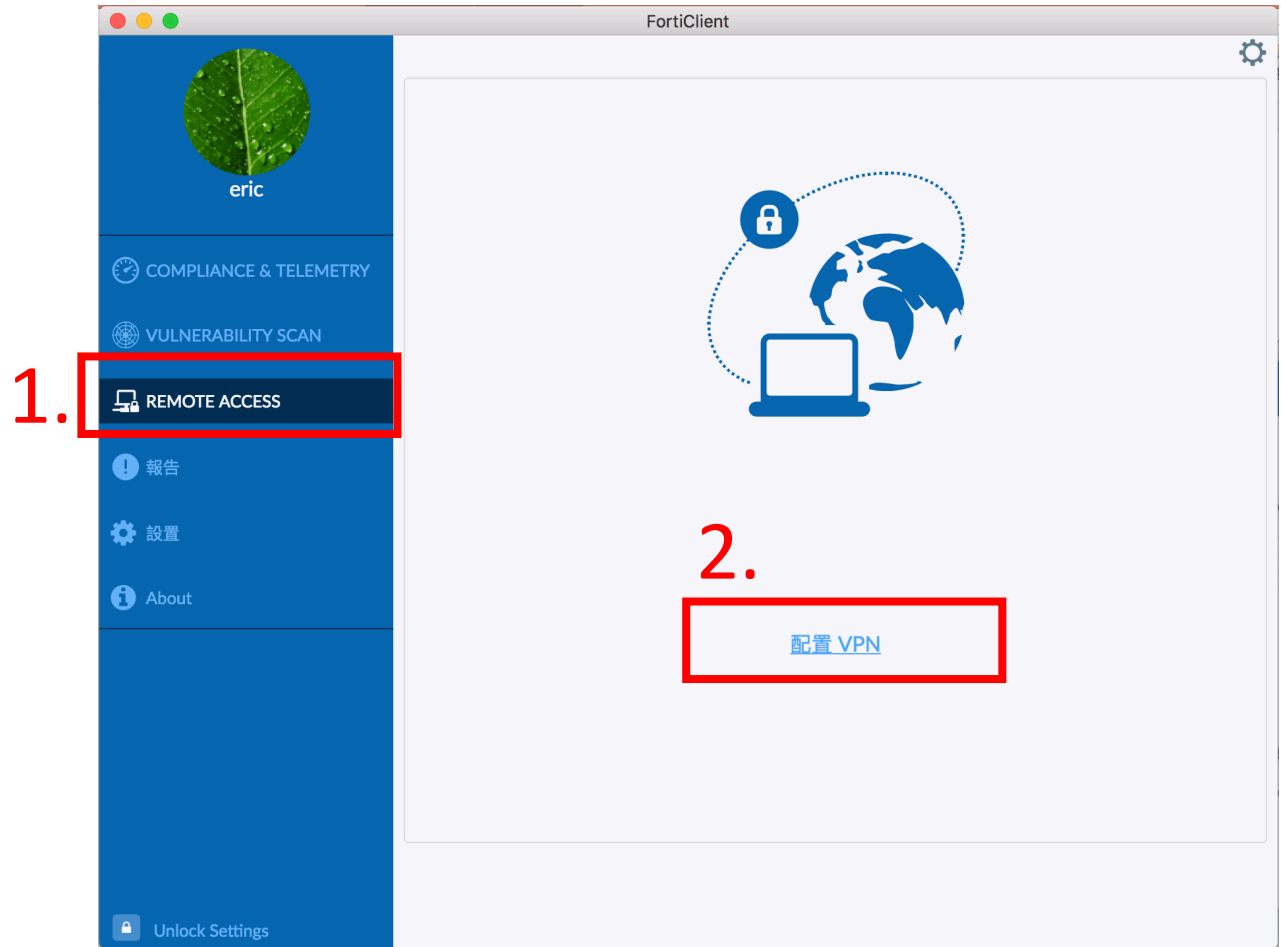 FortiClient
eric
COMPLIANCE & TELEMETRY
VULNERABILITY SCAN
1.
REMOTE ACCESS
報告
設置
About
Unlock Settings
2.
配置 VPN